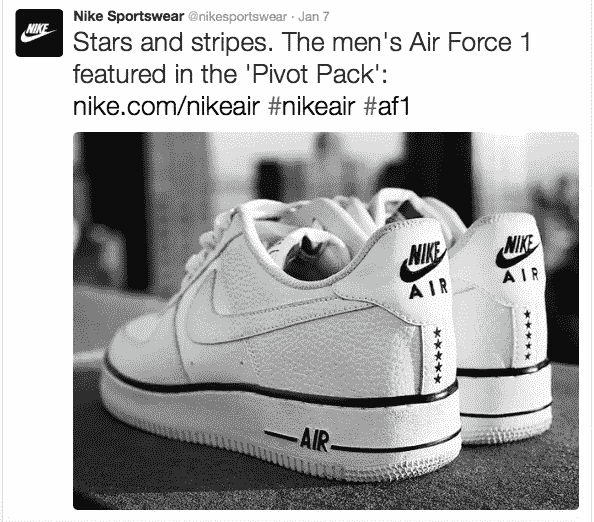 NIKE
Nike Sportswear @nikesportswear · Jan 7
Stars and stripes. The men's Air Force 1
featured in the 'Pivot Pack':
nike.com/nikeair #nikeair #af1
NIKE
AIR
NIKE
AIR
AIR